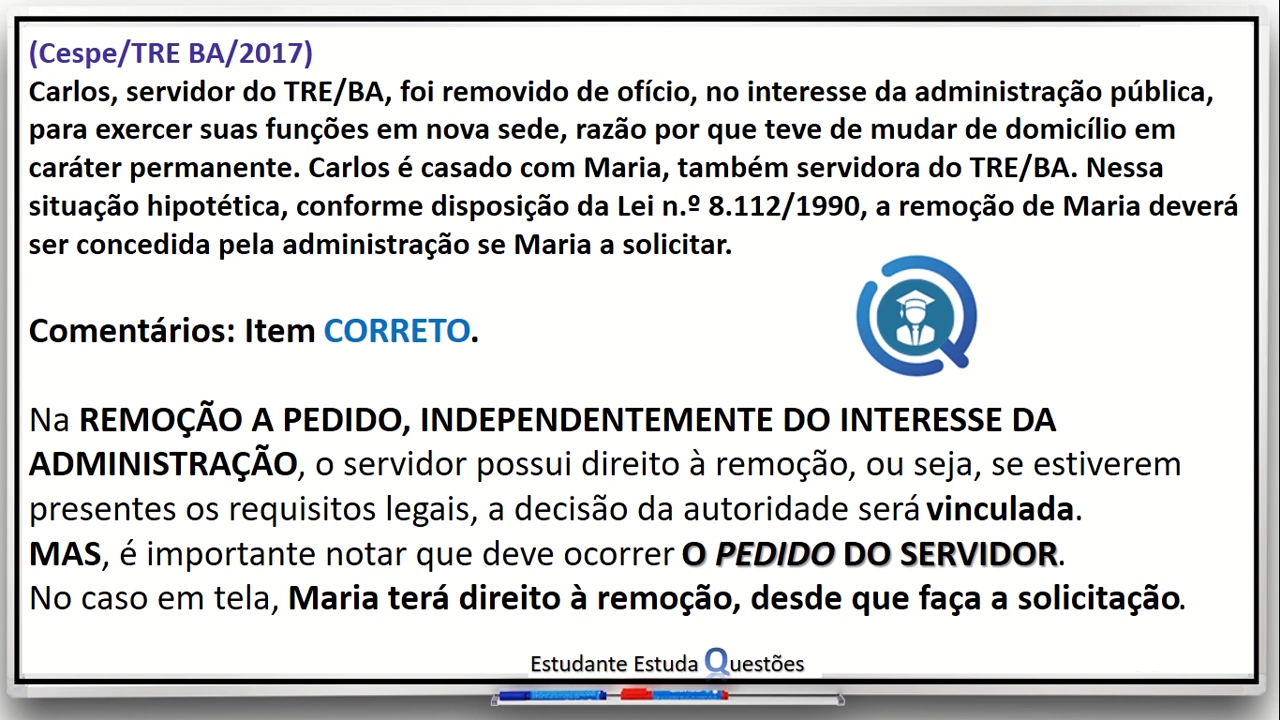 (Cespe/TRE BA/2017)
Carlos, servidor do TRE/BA, foi removido de ofício, no interesse da administração pública,
para exercer suas funções em nova sede, razão por que teve de mudar de domicílio em
caráter permanente. Carlos é casado com Maria, também servidora do TRE/BA. Nessa
situação hipotética, conforme disposição da Lei n.º 8.112/1990, a remoção de Maria deverá
ser concedida pela administração se Maria a solicitar.
Comentários: Item CORRETO.
Na REMOÇÃO A PEDIDO, INDEPENDENTEMENTE DO INTERESSE DA
ADMINISTRAÇÃO, o servidor possui direito à remoção, ou seja, se estiverem
presentes os requisitos legais, a decisão da autoridade será vinculada.
MAS, é importante notar que deve ocorrer O PEDIDO DO SERVIDOR.
No caso em tela, Maria terá direito à remoção, desde que faça a solicitação.
Estudante Estuda Questões